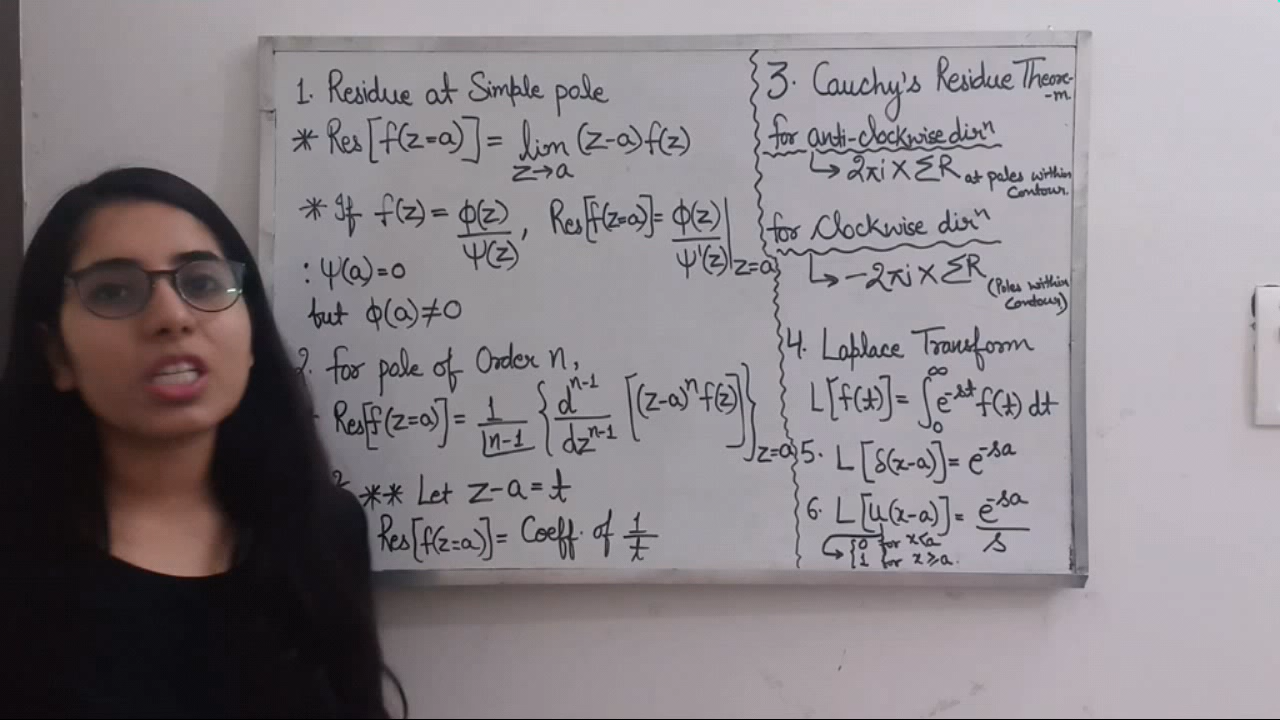 1. Residue at Simple pole
* Res[f(z=a)] = lim (z-a)f(z)
z→a
* If f(z) = ϕ(z)/ψ(z), Res[f(z=a)] = ϕ(z)/ψ'(z)|z=a
: ψ(a)=0
but ϕ(a)≠0
2. for pole of Order n,
Res[f(z=a)] = 1/|n-1 { d^n-1/dz^n-1 [(z-a)^n f(z)] }z=a
** Let z-a = t
Res[f(z=a)] = Coeff. of 1/t
3. Cauchy's Residue Theore-
-m
for anti-clockwise dirⁿ
↳ 2πi × ΣR at poles within
contour.
for Clockwise dirⁿ
↳ -2πi × ΣR (Poles within
Contour)
4. Laplace Transform
L[f(t)] = ∫₀^∞ e^-st f(t) dt
5. L[δ(x-a)] = e^-sa
6. L[u(x-a)] = e^-sa/s
↳ {0 for x<a
1 for x≥a.